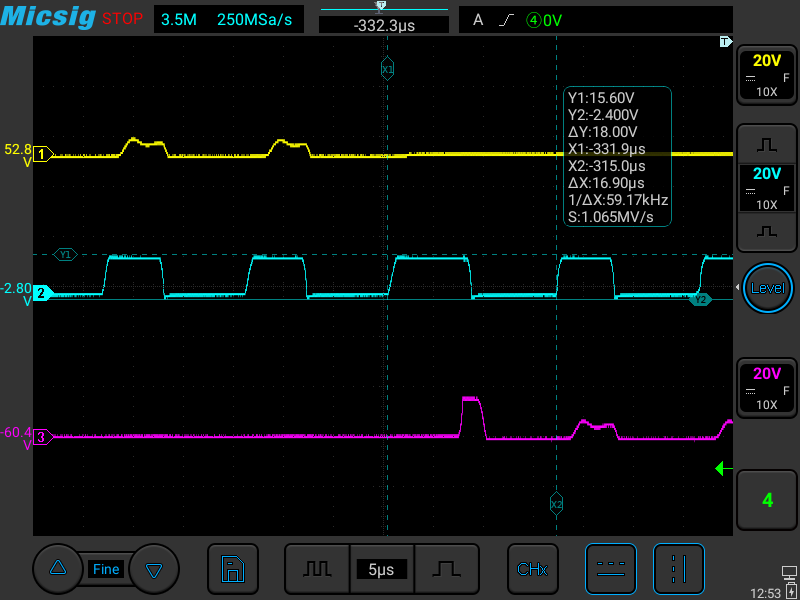 Micsig STOP 3.5M 250MSa/s T -332.3µs A 4 0V
T
20V
F
10X
X1
Y1:15.60V
Y2:-2.400V
ΔY:18.00V
X1:-331.9µs
X2:-315.0µs
ΔX:16.90µs
1/ΔX:59.17kHz
S:1.065MV/s
52.8
V
1
20V
F
10X
Y1
-2.80
V
2
Y2
Level
20V
F
10X
-60.4
V
3
X2
4
Fine 5µs CHx
12:53